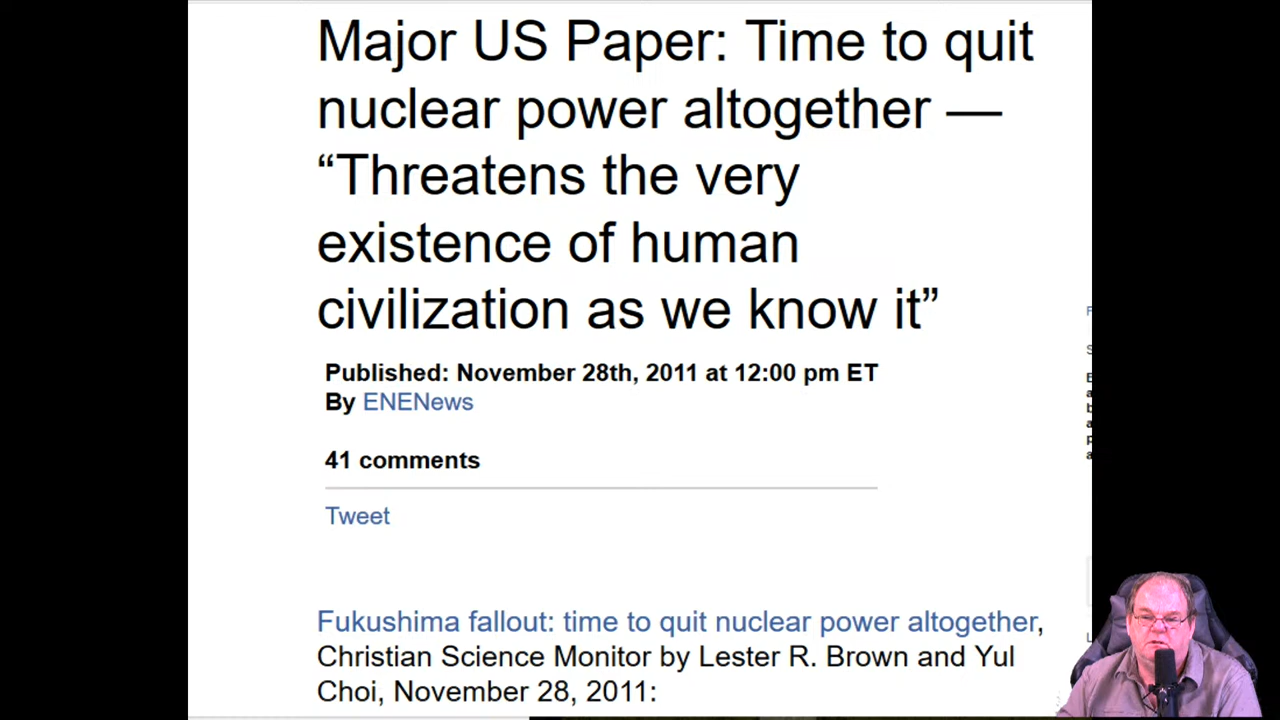 Major US Paper: Time to quit
nuclear power altogether —
“Threatens the very
existence of human
civilization as we know it”
Published: November 28th, 2011 at 12:00 pm ET
By ENENews
41 comments
Tweet
Fukushima fallout: time to quit nuclear power altogether,
Christian Science Monitor by Lester R. Brown and Yul
Choi, November 28, 2011: